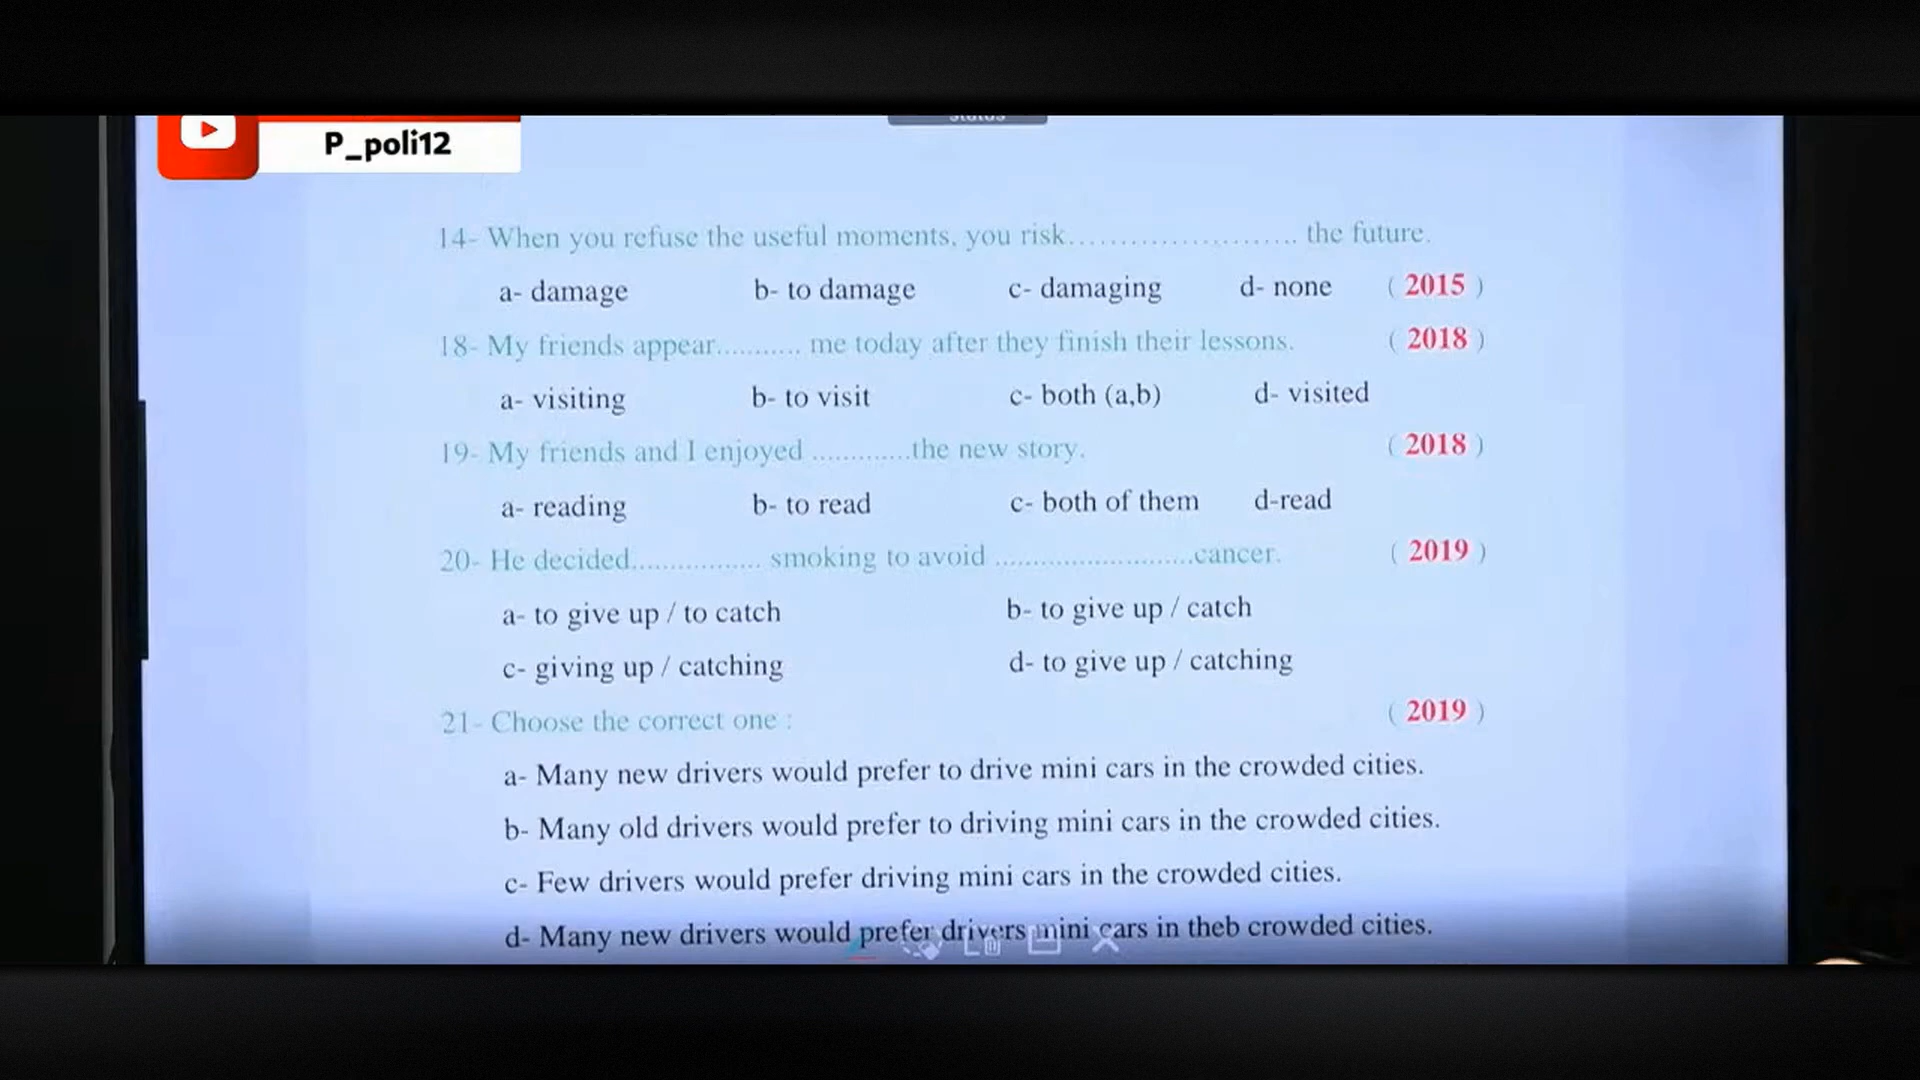 P_poli12
14- When you refuse the useful moments, you risk........................ the future.
a- damage b- to damage c- damaging d- none ( 2015 )
18- My friends appear........... me today after they finish their lessons. ( 2018 )
a- visiting b- to visit c- both (a,b) d- visited
19- My friends and I enjoyed .............the new story. ( 2018 )
a- reading b- to read c- both of them d-read
20- He decided................. smoking to avoid ..........................cancer. ( 2019 )
a- to give up / to catch b- to give up / catch
c- giving up / catching d- to give up / catching
21- Choose the correct one : ( 2019 )
a- Many new drivers would prefer to drive mini cars in the crowded cities.
b- Many old drivers would prefer to driving mini cars in the crowded cities.
c- Few drivers would prefer driving mini cars in the crowded cities.
d- Many new drivers would prefer drivers mini cars in theb crowded cities.